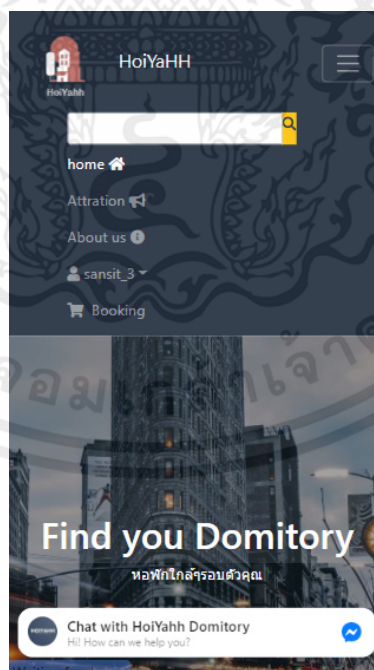 HoiYaHH
HoiYahh
home
Attration
About us
sansit_3
Booking
Find you Domitory
หอพักใกล้ๆรอบตัวคุณ
Chat with HoiYahh Domitory
Hi! How can we help you?